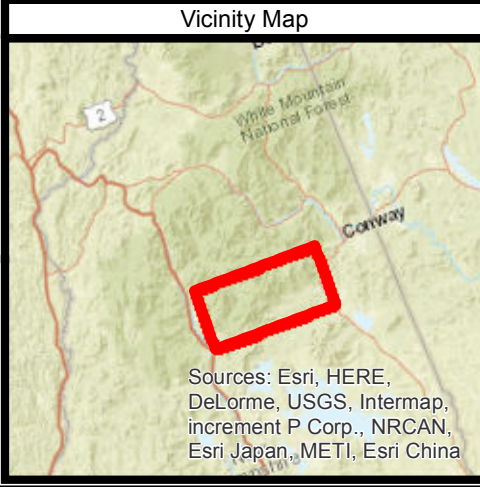 Vicinity Map
2
White Mountain
National Forest
Conway
Sources: Esri, HERE,
DeLorme, USGS, Intermap,
increment P Corp., NRCAN,
Esri Japan, METI, Esri China